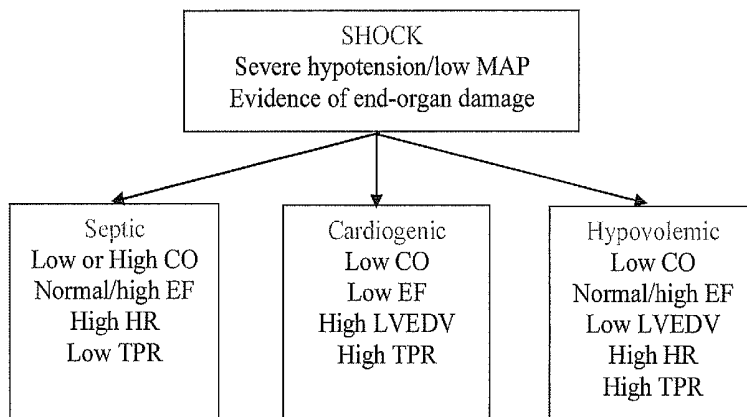 SHOCK
Severe hypotension/low MAP
Evidence of end-organ damage
Septic
Low or High CO
Normal/high EF
High HR
Low TPR
Cardiogenic
Low CO
Low EF
High LVEDV
High TPR
Hypovolemic
Low CO
Normal/high EF
Low LVEDV
High HR
High TPR